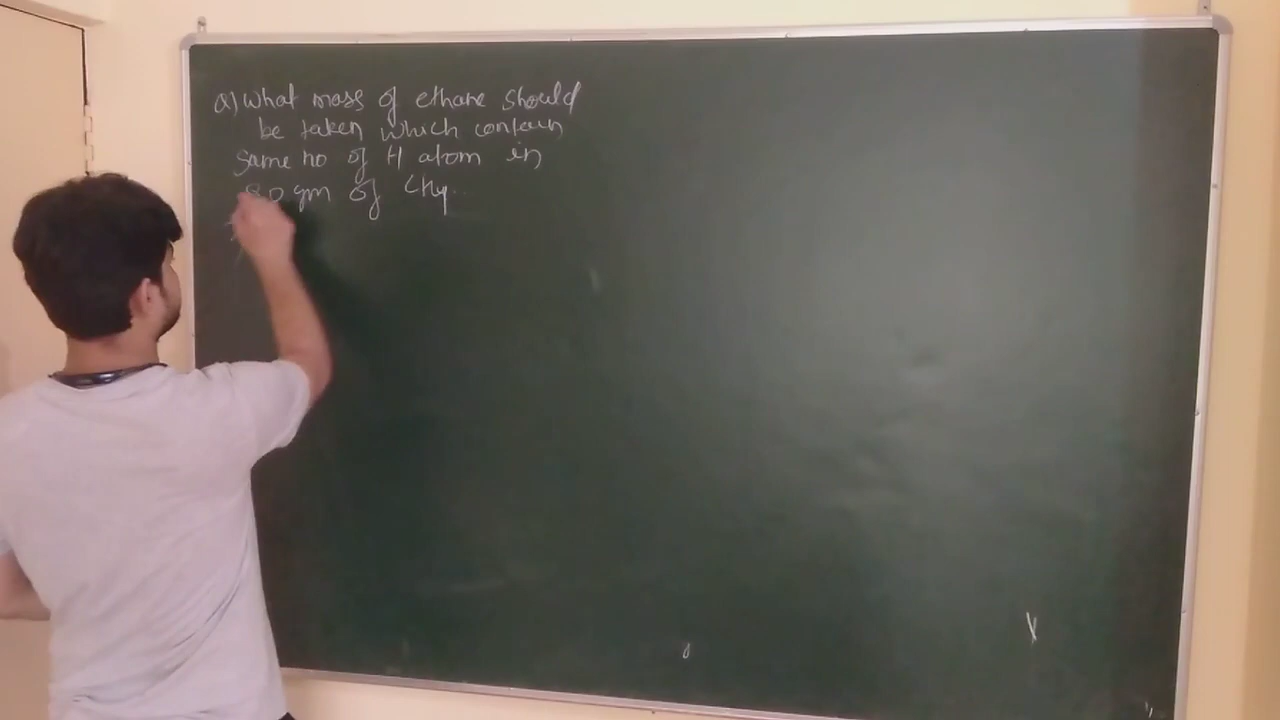 Q) What mass of ethane should
be taken which contain
same no of H atom in
80 gm of CH4